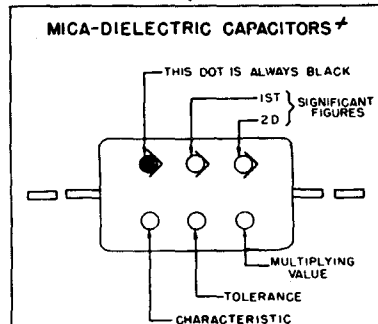 MICA-DIELECTRIC CAPACITORS+
THIS DOT IS ALWAYS BLACK
1ST
2D
SIGNIFICANT
FIGURES
MULTIPLYING
VALUE
TOLERANCE
CHARACTERISTIC